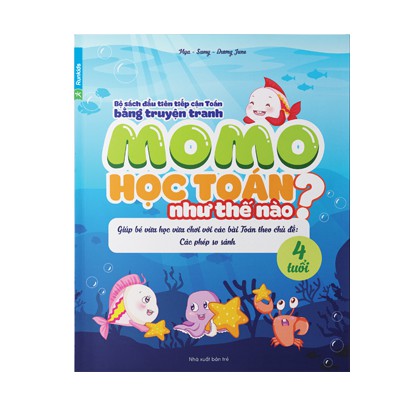 Runkids
Bộ sách đầu tiên tiếp cận Toán
bằng truyện tranh
MOMO
HỌC TOÁN
như thế nào?
Giúp bé vừa học vừa chơi với các bài Toán theo chủ đề:
Các phép so sánh
4
tuổi
Nhà xuất bản trẻ